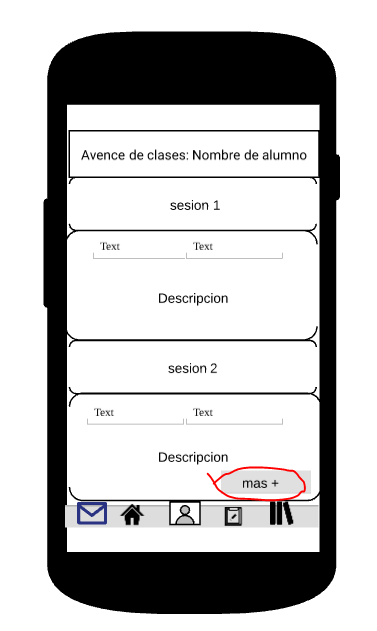 Avence de clases: Nombre de alumno
sesion 1
Text Text
Descripcion
sesion 2
Text Text
Descripcion
mas +